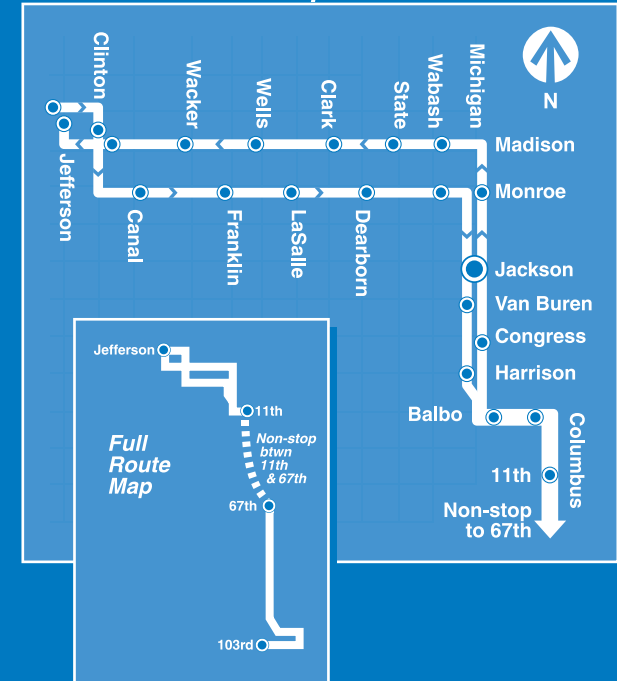 Clinton
Wacker
Wells
Clark
State
Wabash
Michigan
N
Madison
Jefferson
Monroe
Canal
Franklin
LaSalle
Dearborn
Jackson
Van Buren
Congress
Harrison
Balbo
Columbus
11th
Non-stop
to 67th
Jefferson
11th
Full
Route
Map
Non-stop
btwn
11th
& 67th
67th
103rd